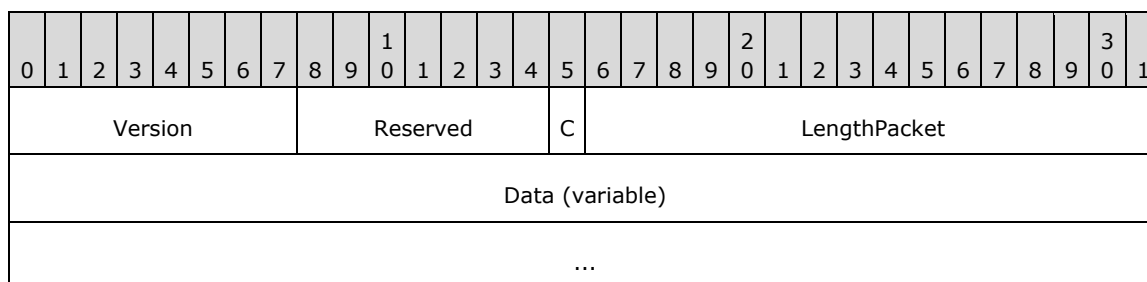 1 2 3
0 1 2 3 4 5 6 7 8 9 0 1 2 3 4 5 6 7 8 9 0 1 2 3 4 5 6 7 8 9 0 1
Version Reserved C LengthPacket
Data (variable)
...